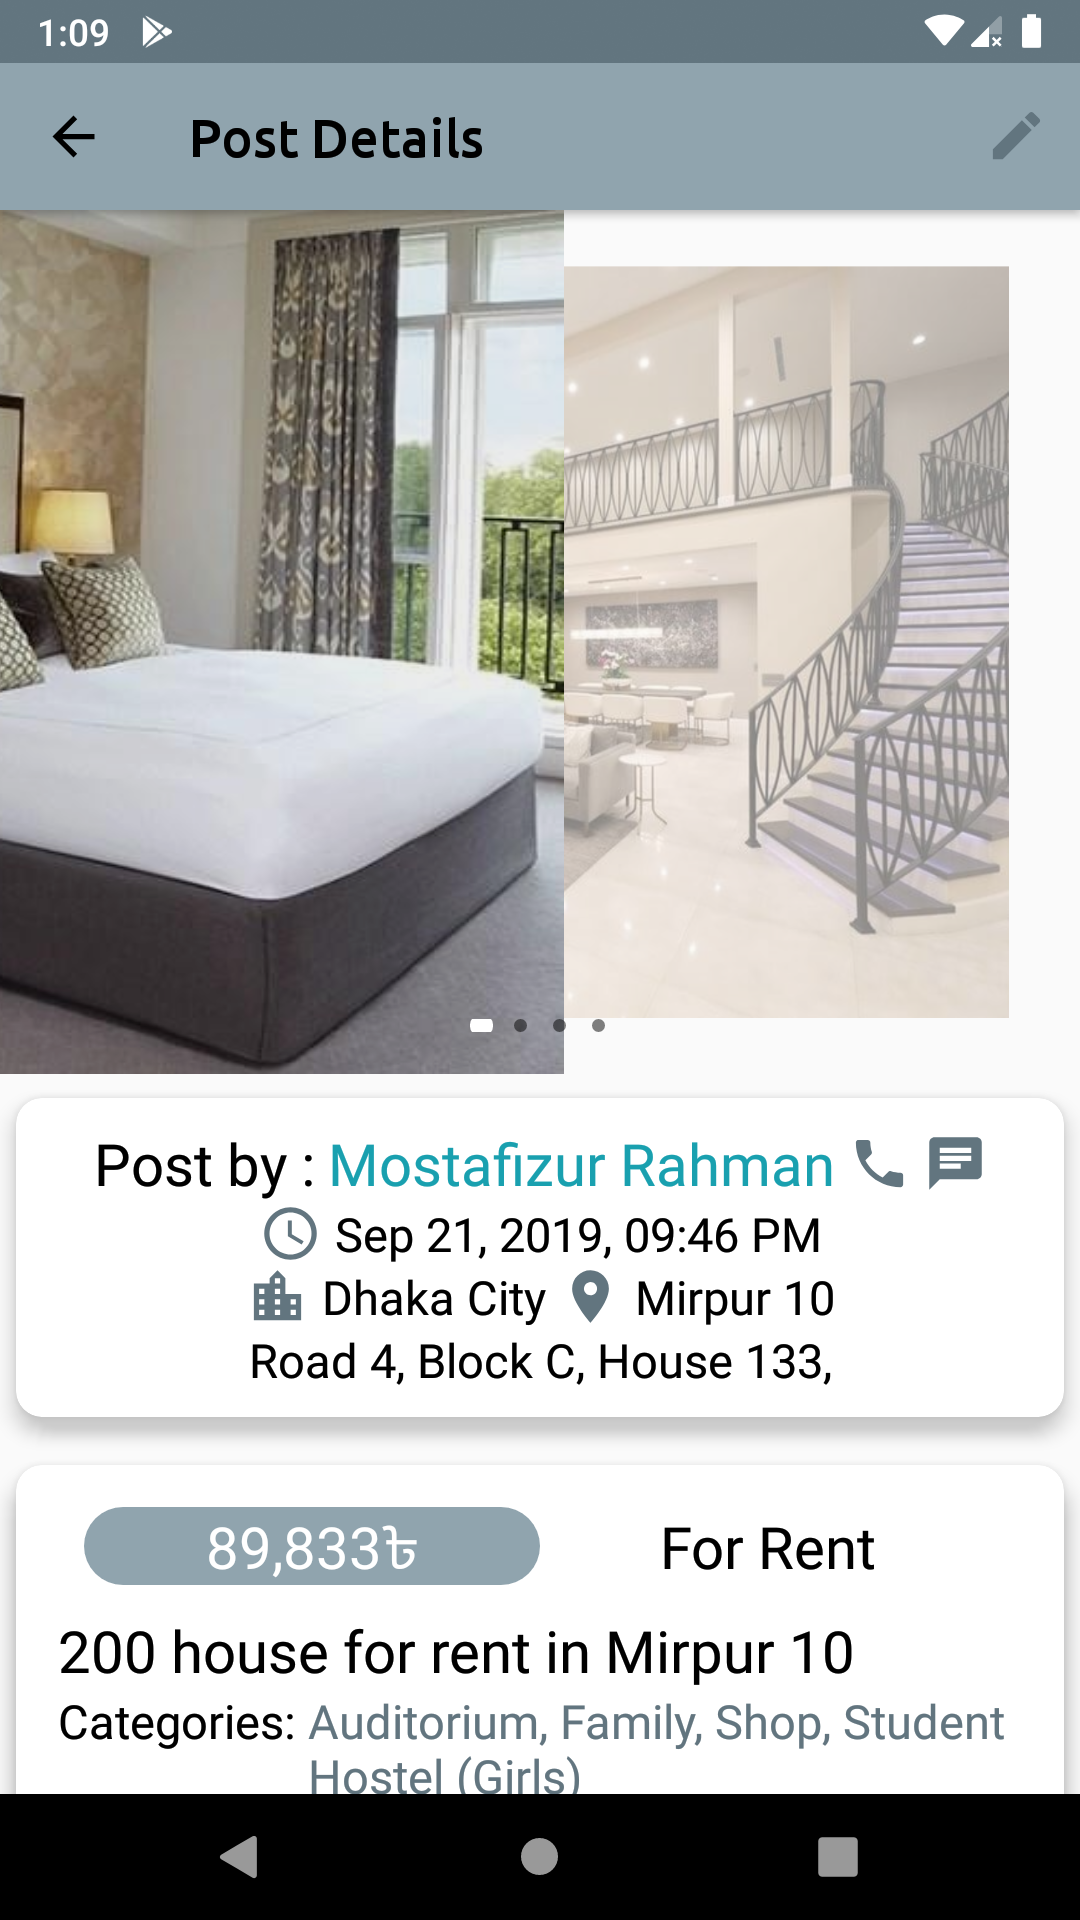 1:09
Post Details
Post by : Mostafizur Rahman
Sep 21, 2019, 09:46 PM
Dhaka City Mirpur 10
Road 4, Block C, House 133,
89,833৳ For Rent
200 house for rent in Mirpur 10
Categories: Auditorium, Family, Shop, Student
Hostel (Girls)